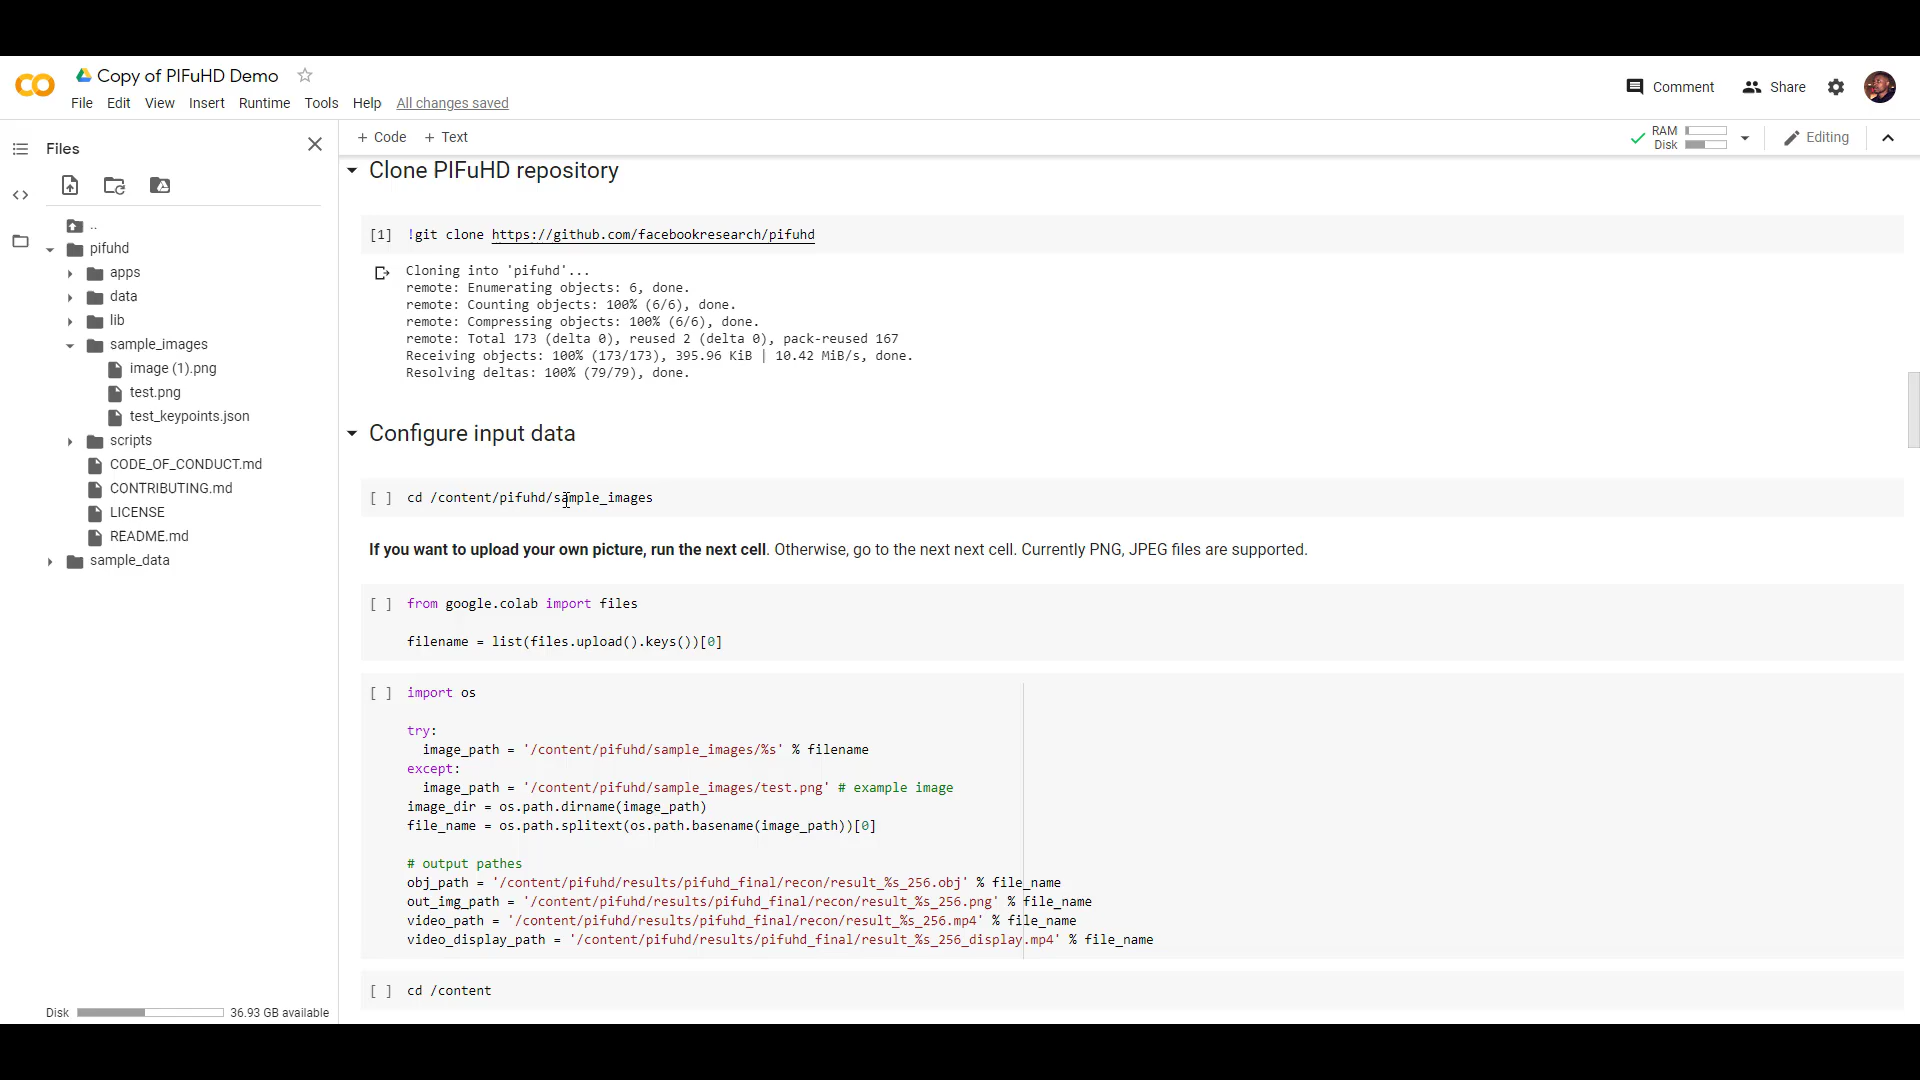 CO
Copy of PIFuHD Demo
File Edit View Insert Runtime Tools Help All changes saved
Comment Share
Files
+ Code + Text
RAM
Disk
Editing
..
pifuhd
apps
data
lib
sample_images
image (1).png
test.png
test_keypoints.json
scripts
CODE_OF_CONDUCT.md
CONTRIBUTING.md
LICENSE
README.md
sample_data
Disk 36.93 GB available
Clone PIFuHD repository
[1] !git clone https://github.com/facebookresearch/pifuhd
Cloning into 'pifuhd'...
remote: Enumerating objects: 6, done.
remote: Counting objects: 100% (6/6), done.
remote: Compressing objects: 100% (6/6), done.
remote: Total 173 (delta 0), reused 2 (delta 0), pack-reused 167
Receiving objects: 100% (173/173), 395.96 KiB | 10.42 MiB/s, done.
Resolving deltas: 100% (79/79), done.
Configure input data
[ ] cd /content/pifuhd/sample_images
If you want to upload your own picture, run the next cell. Otherwise, go to the next next cell. Currently PNG, JPEG files are supported.
[ ] from google.colab import files
filename = list(files.upload().keys())[0]
[ ] import os
try:
image_path = '/content/pifuhd/sample_images/%s' % filename
except:
image_path = '/content/pifuhd/sample_images/test.png' # example image
image_dir = os.path.dirname(image_path)
file_name = os.path.splitext(os.path.basename(image_path))[0]
# output pathes
obj_path = '/content/pifuhd/results/pifuhd_final/recon/result_%s_256.obj' % file_name
out_img_path = '/content/pifuhd/results/pifuhd_final/recon/result_%s_256.png' % file_name
video_path = '/content/pifuhd/results/pifuhd_final/recon/result_%s_256.mp4' % file_name
video_display_path = '/content/pifuhd/results/pifuhd_final/result_%s_256_display.mp4' % file_name
[ ] cd /content